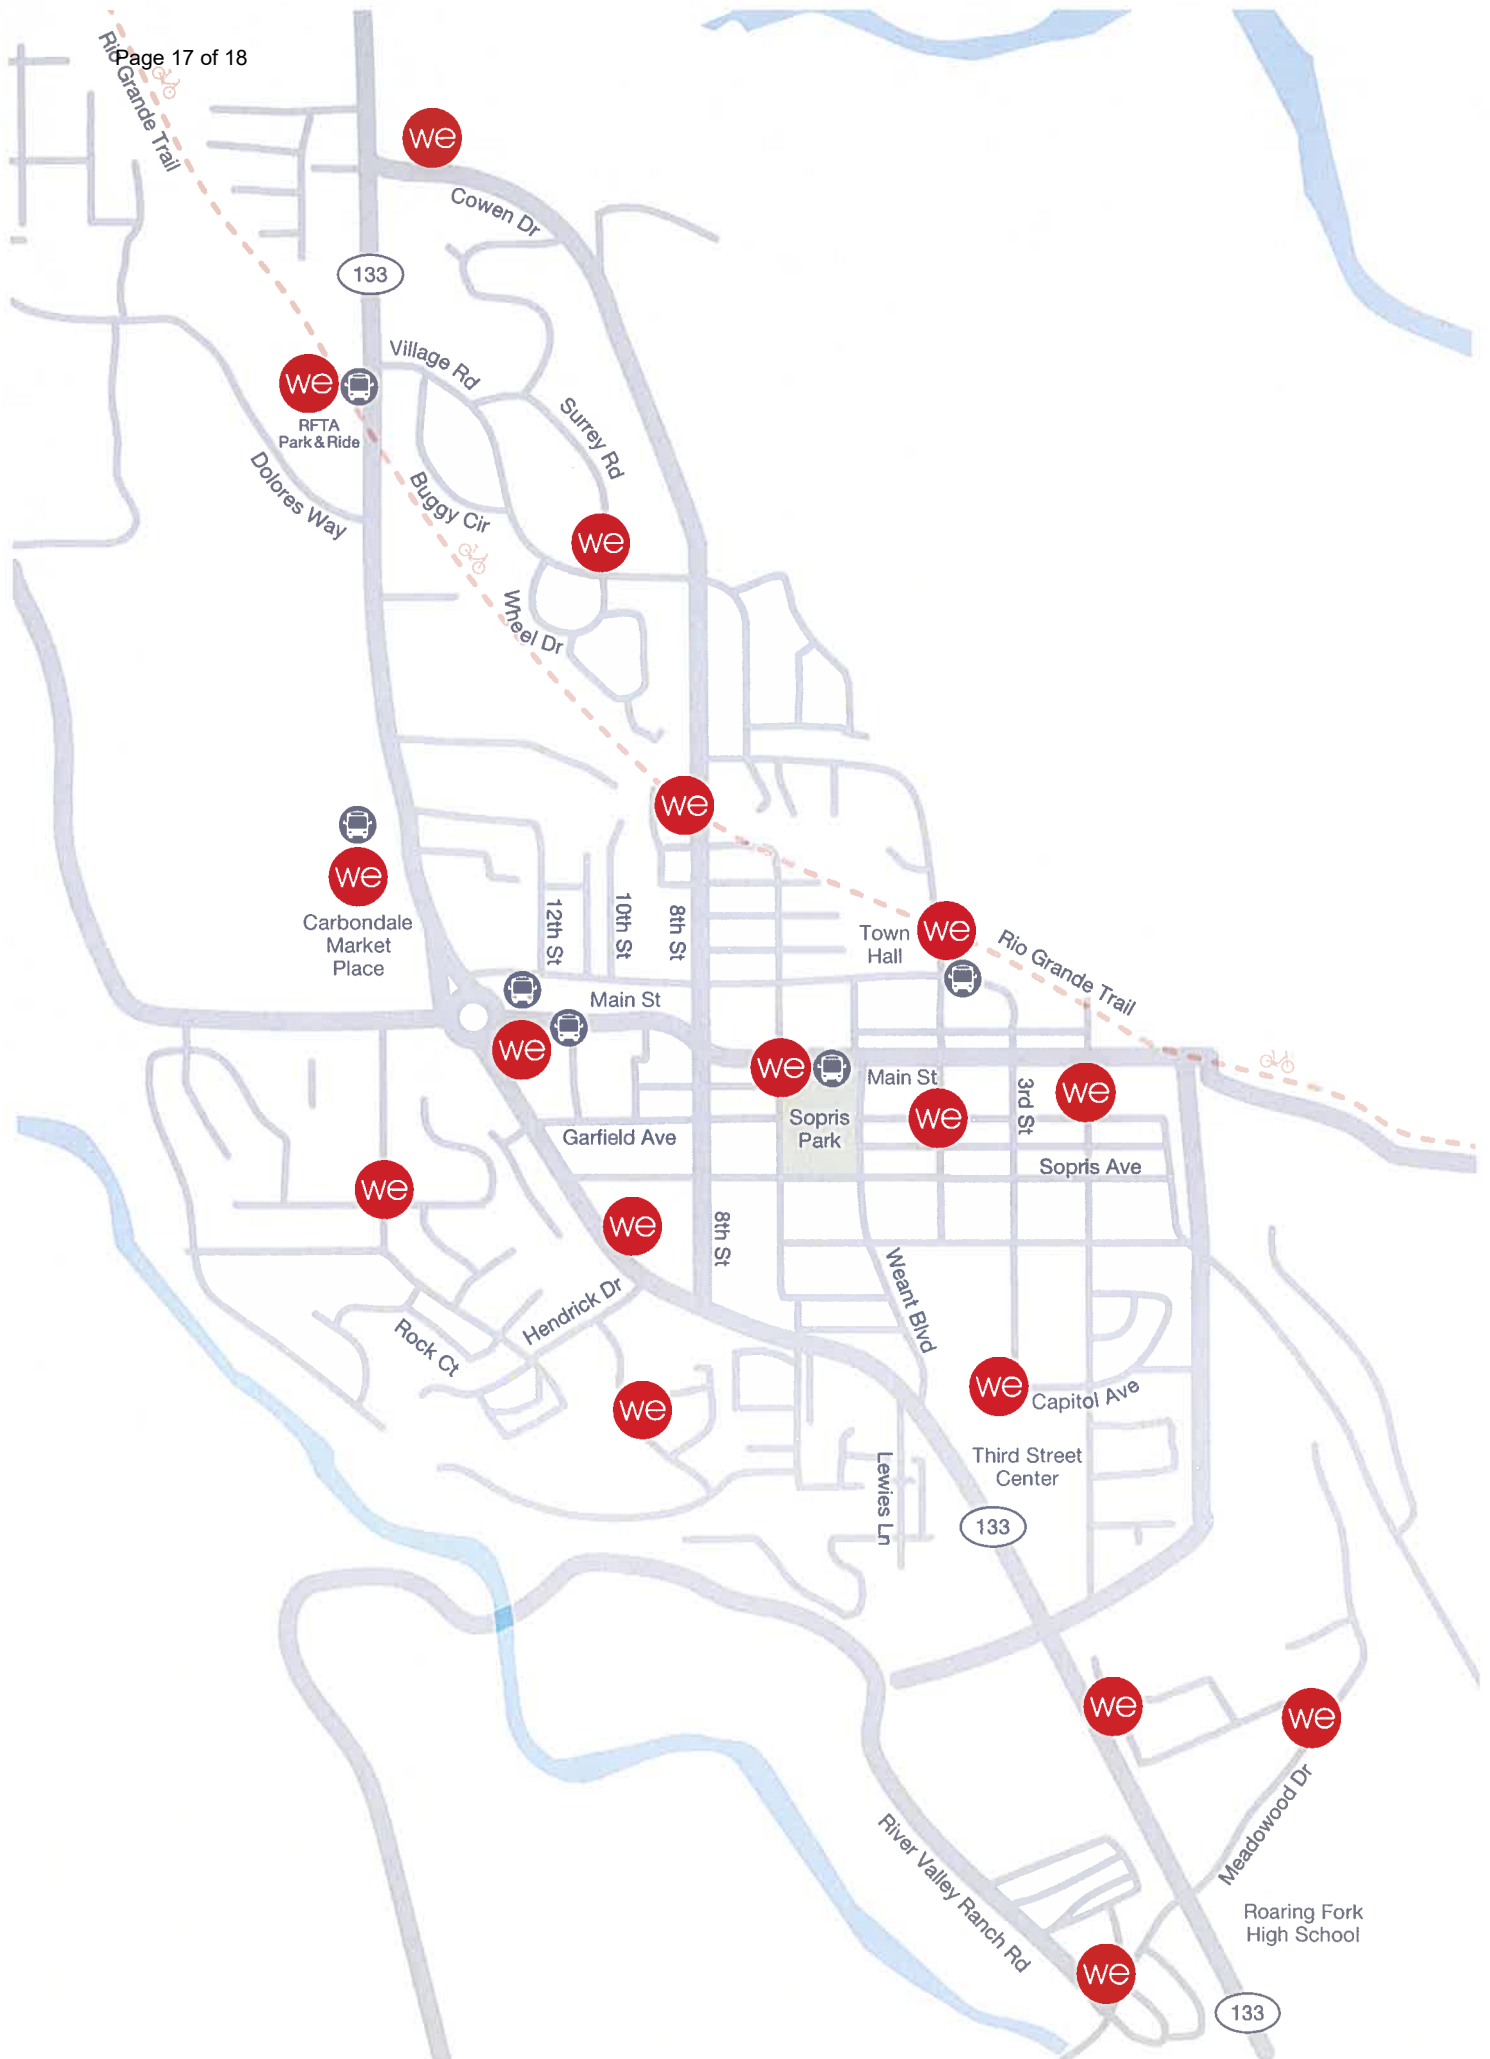 Page 17 of 18
Rio Grande Trail
we
Cowen Dr
133
Village Rd
we
RFTA
Park & Ride
Surrey Rd
Dolores Way
Buggy Cir
we
Wheel Dr
we
we
Carbondale
Market
Place
12th St
10th St
8th St
Town
Hall
we
Rio Grande Trail
Main St
we
we
Main St
Sopris
Park
we
3rd St
we
Garfield Ave
Sopris Ave
we
we
8th St
Weant Blvd
Hendrick Dr
Rock Ct
we
we
Capitol Ave
Third Street
Center
Lewies Ln
133
we
we
Meadowood Dr
River Valley Ranch Rd
Roaring Fork
High School
we
133